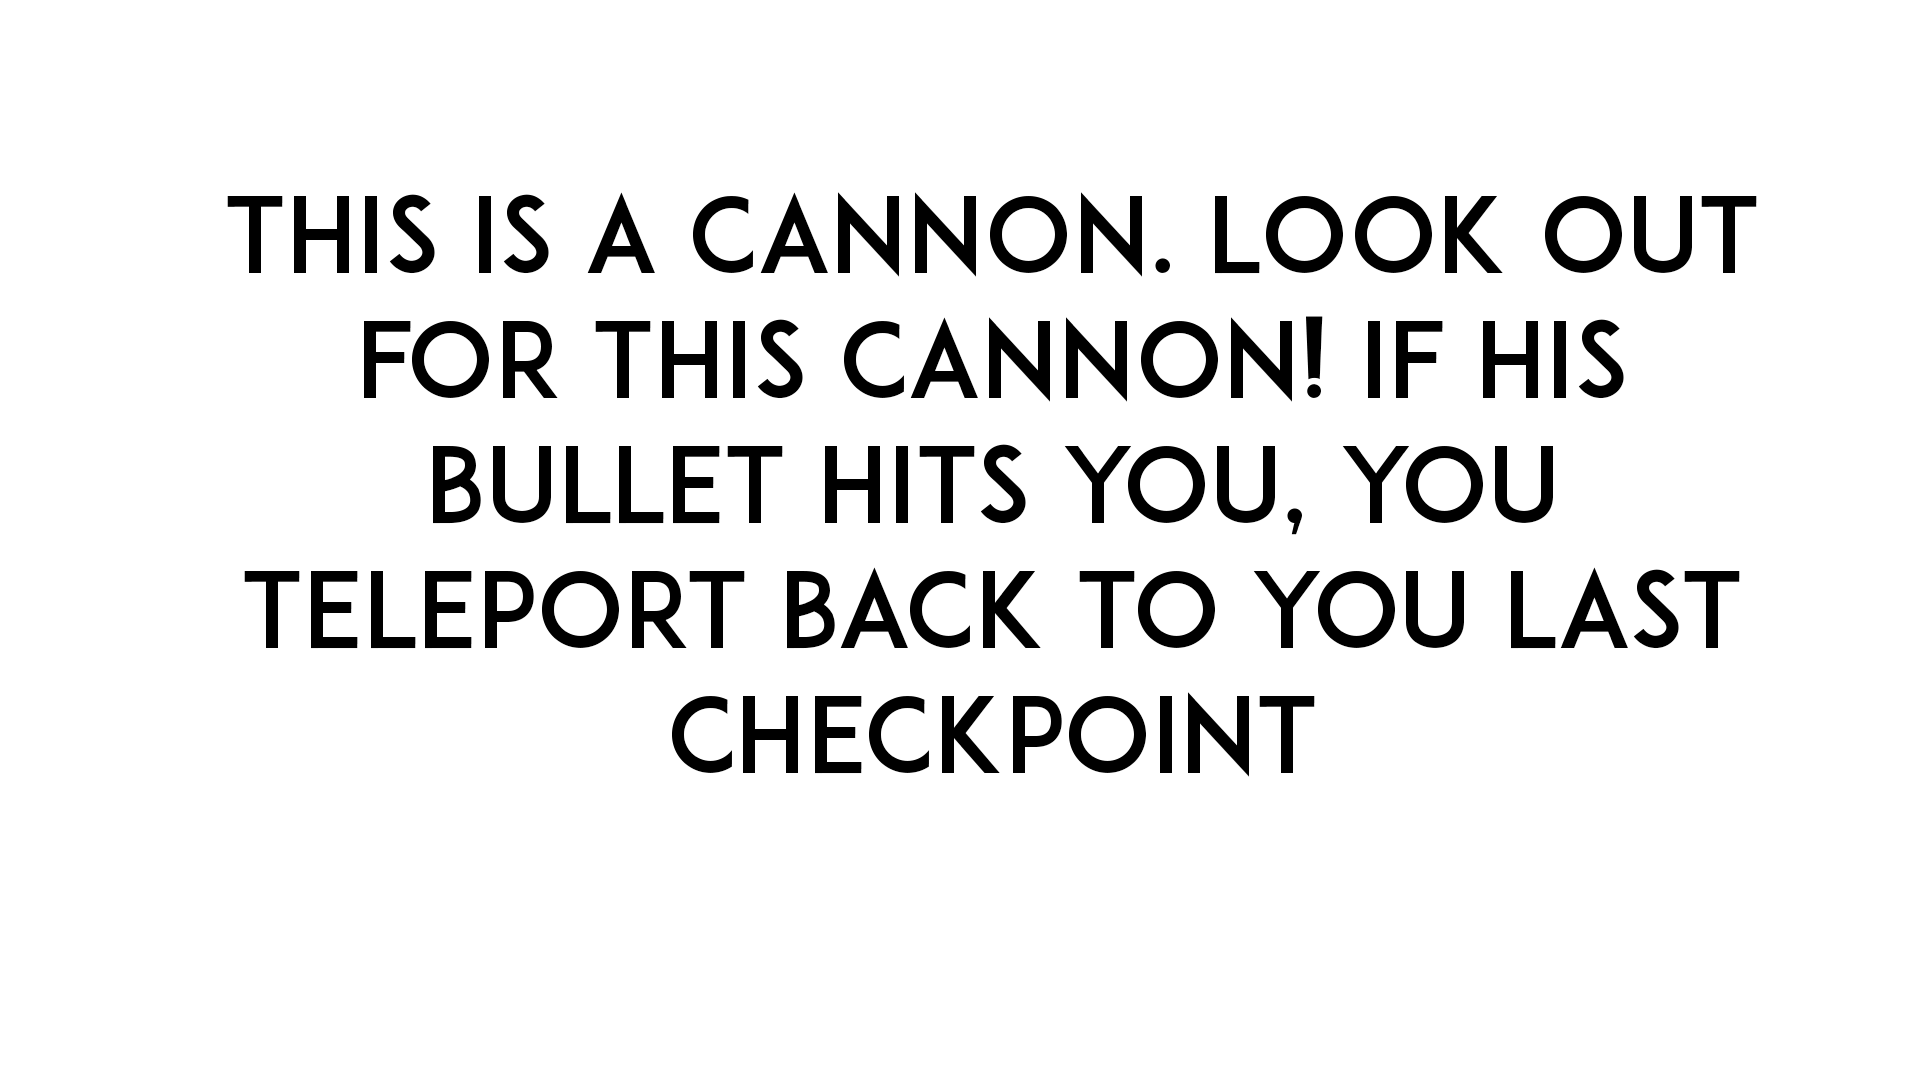 THIS IS A CANNON. LOOK OUT
FOR THIS CANNON! IF HIS
BULLET HITS YOU, YOU
TELEPORT BACK TO YOU LAST
CHECKPOINT